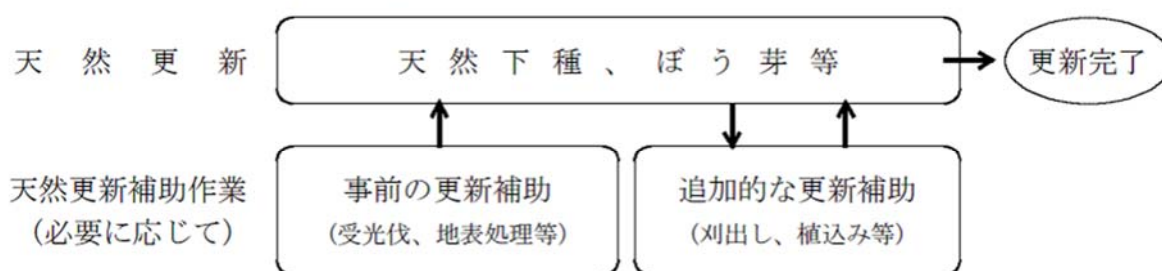 天然更新
天然下種、ぼう芽等
更新完了
天然更新補助作業
（必要に応じて）
事前の更新補助
（受光伐、地表処理等）
追加的な更新補助
（刈出し、植込み等）